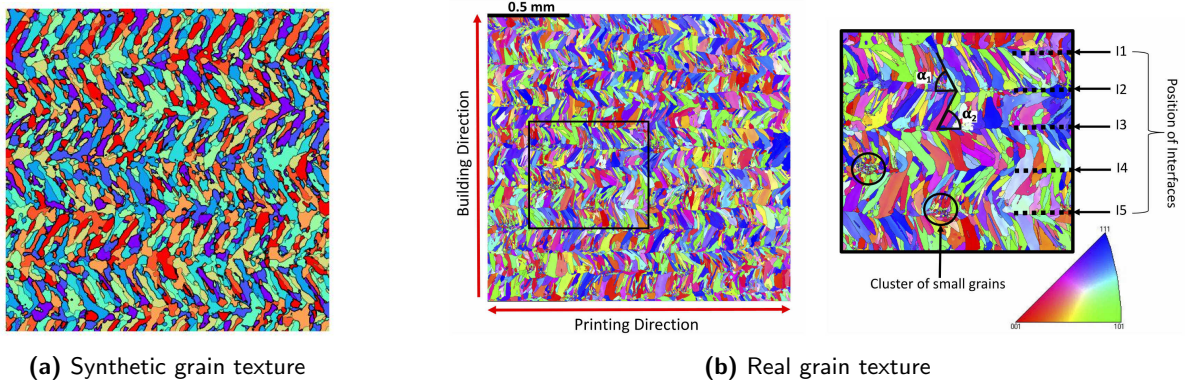 0.5 mm
Building Direction
Printing Direction
α1
α2
I1
I2
I3
I4
I5
Position of Interfaces
Cluster of small grains
111
001
101
(a) Synthetic grain texture
(b) Real grain texture